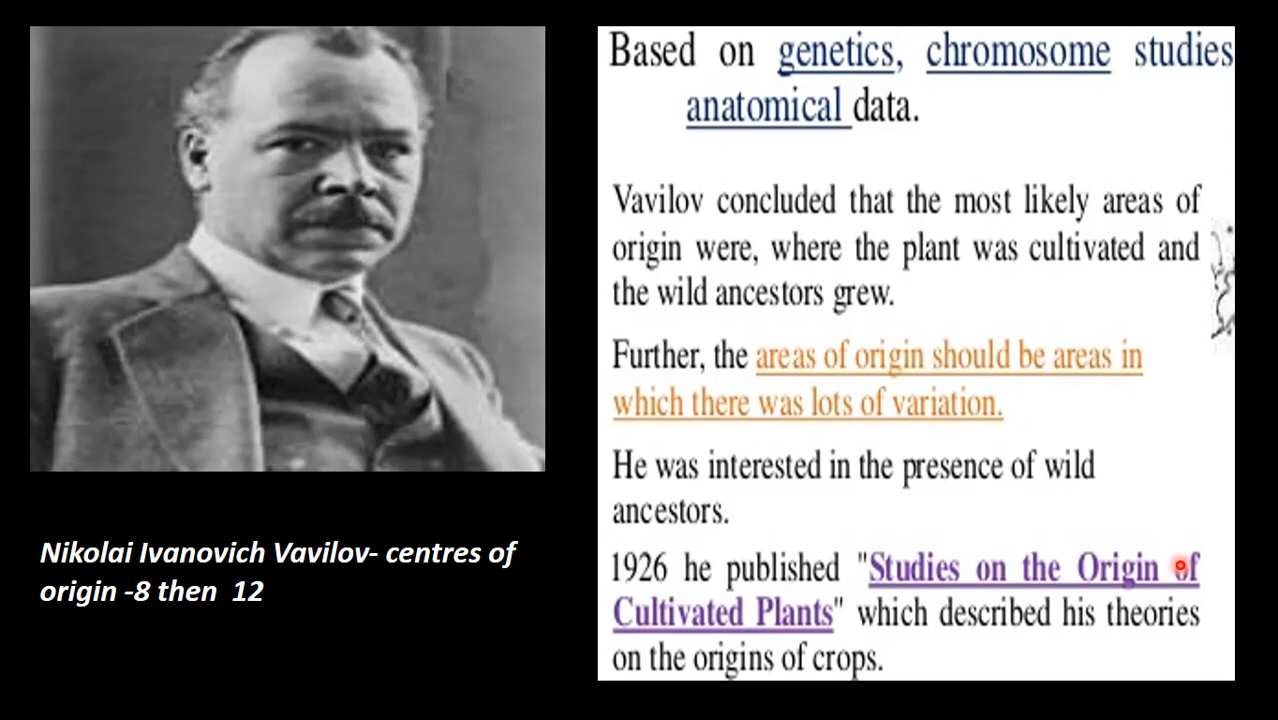 Based on genetics, chromosome studies
anatomical data.
Vavilov concluded that the most likely areas of
origin were, where the plant was cultivated and
the wild ancestors grew.
Further, the areas of origin should be areas in
which there was lots of variation.
He was interested in the presence of wild
ancestors.
1926 he published "Studies on the Origin of
Cultivated Plants" which described his theories
on the origins of crops.
Nikolai Ivanovich Vavilov- centres of
origin -8 then 12